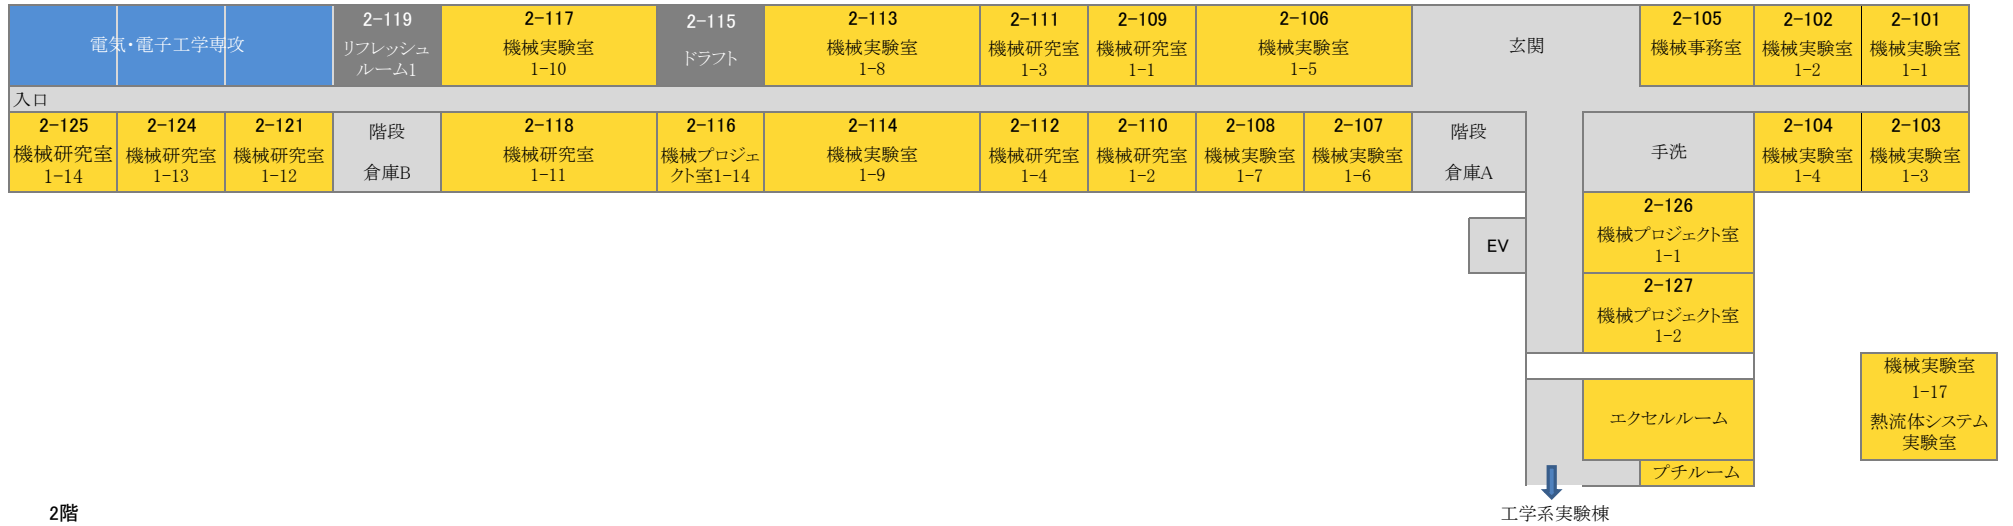 電気・電子工学専攻
2-119
リフレッシュ
ルーム1
2-117
機械実験室
1-10
2-115
ドラフト
2-113
機械実験室
1-8
2-111
機械研究室
1-3
2-109
機械研究室
1-1
2-106
機械実験室
1-5
玄関
2-105
機械事務室
2-102
機械実験室
1-2
2-101
機械実験室
1-1
入口
2-125
機械研究室
1-14
2-124
機械研究室
1-13
2-121
機械研究室
1-12
階段
倉庫B
2-118
機械研究室
1-11
2-116
機械プロジェ
クト室1-14
2-114
機械実験室
1-9
2-112
機械研究室
1-4
2-110
機械研究室
1-2
2-108
機械実験室
1-7
2-107
機械実験室
1-6
階段
倉庫A
手洗
2-104
機械実験室
1-4
2-103
機械実験室
1-3
2-126
機械プロジェクト室
1-1
EV
2-127
機械プロジェクト室
1-2
機械実験室
1-17
熱流体システム
実験室
エクセルルーム
プチルーム
2階
工学系実験棟